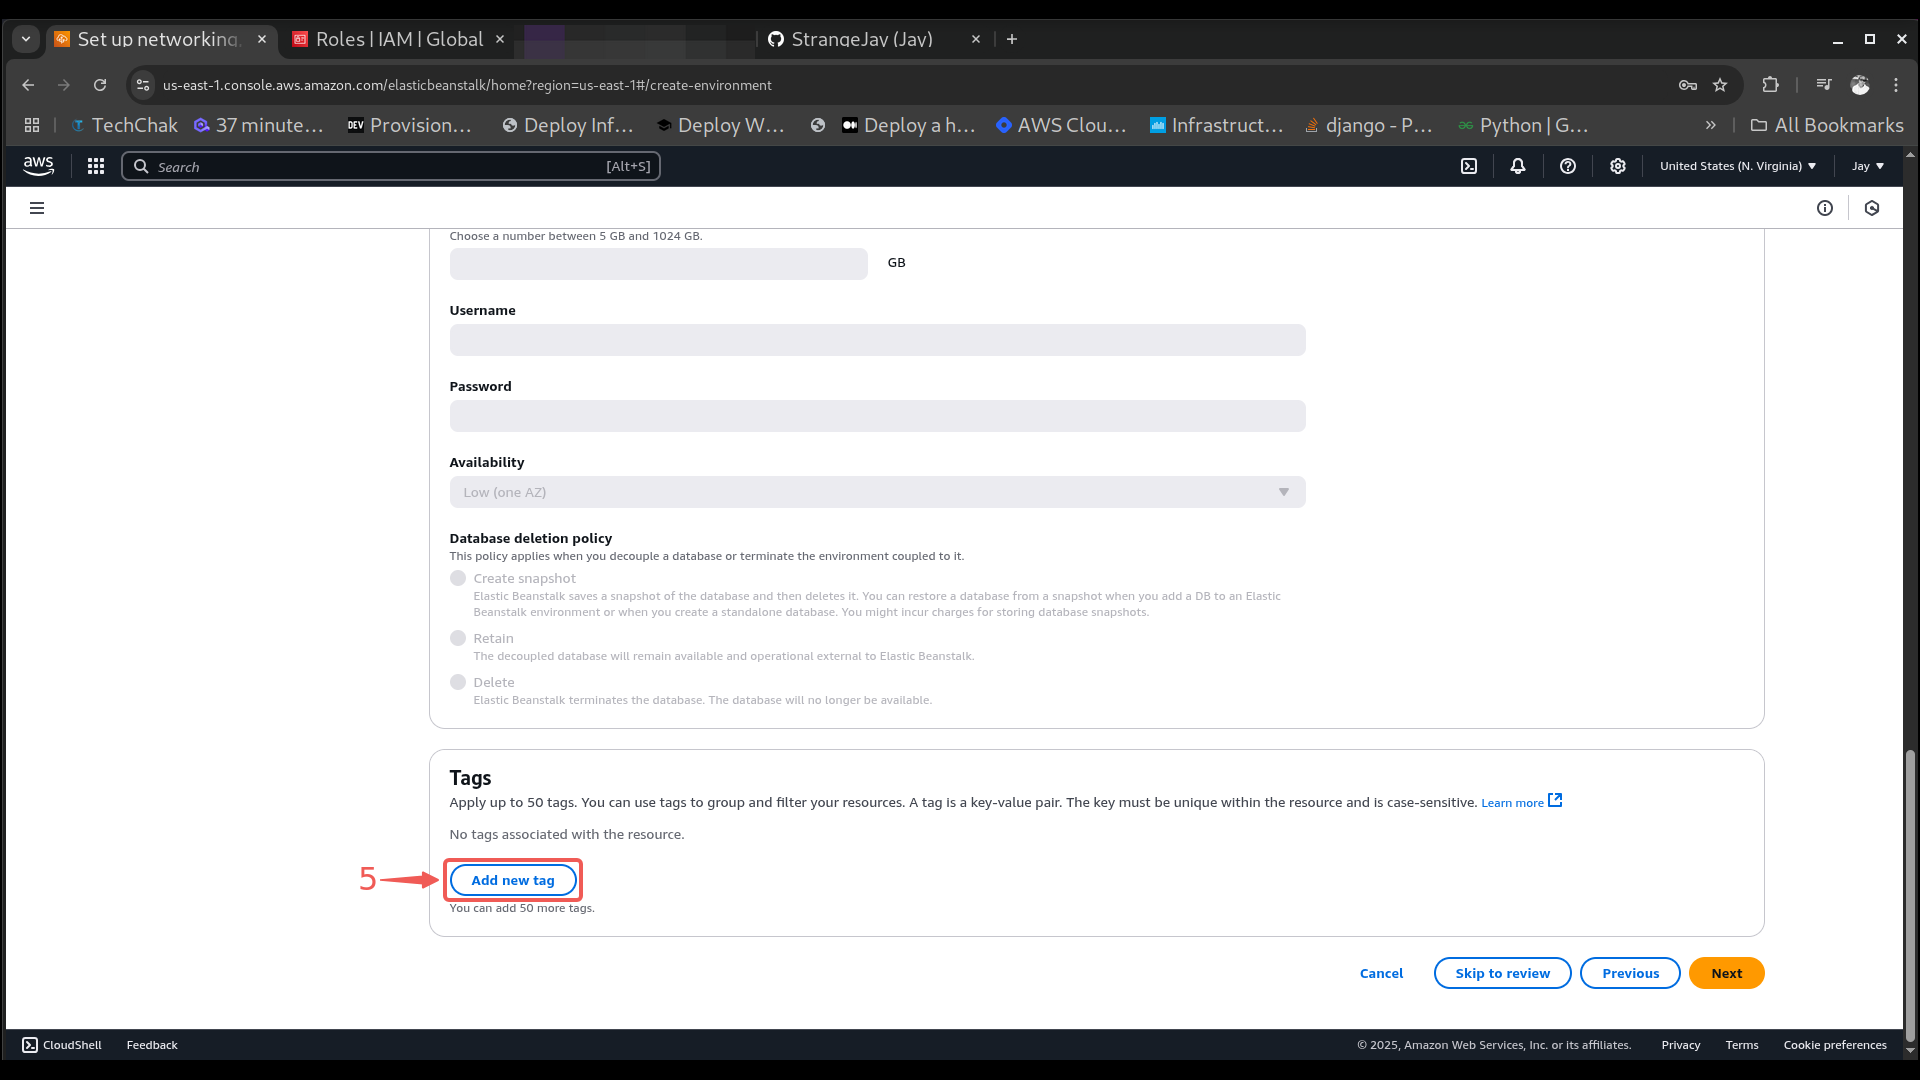 Set up networking,
Roles | IAM | Global
StrangeJay (Jay)
us-east-1.console.aws.amazon.com/elasticbeanstalk/home?region=us-east-1#/create-environment
TechChak
37 minute...
DEV Provision...
Deploy Inf...
Deploy W...
Deploy a h...
AWS Clou...
Infrastruct...
django - P...
Python | G...
All Bookmarks
aws
Search
[Alt+S]
United States (N. Virginia)
Jay
Choose a number between 5 GB and 1024 GB.
GB
Username
Password
Availability
Low (one AZ)
Database deletion policy
This policy applies when you decouple a database or terminate the environment coupled to it.
Create snapshot
Elastic Beanstalk saves a snapshot of the database and then deletes it. You can restore a database from a snapshot when you add a DB to an Elastic
Beanstalk environment or when you create a standalone database. You might incur charges for storing database snapshots.
Retain
The decoupled database will remain available and operational external to Elastic Beanstalk.
Delete
Elastic Beanstalk terminates the database. The database will no longer be available.
Tags
Apply up to 50 tags. You can use tags to group and filter your resources. A tag is a key-value pair. The key must be unique within the resource and is case-sensitive. Learn more
No tags associated with the resource.
5
Add new tag
You can add 50 more tags.
Cancel
Skip to review
Previous
Next
CloudShell
Feedback
© 2025, Amazon Web Services, Inc. or its affiliates.
Privacy
Terms
Cookie preferences